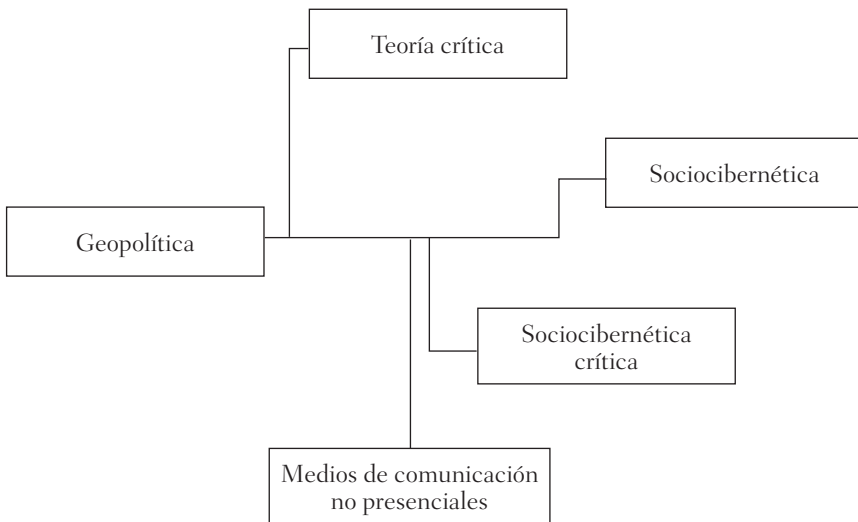 Teoría crítica
Sociocibernética
Geopolítica
Sociocibernética
crítica
Medios de comunicación
no presenciales